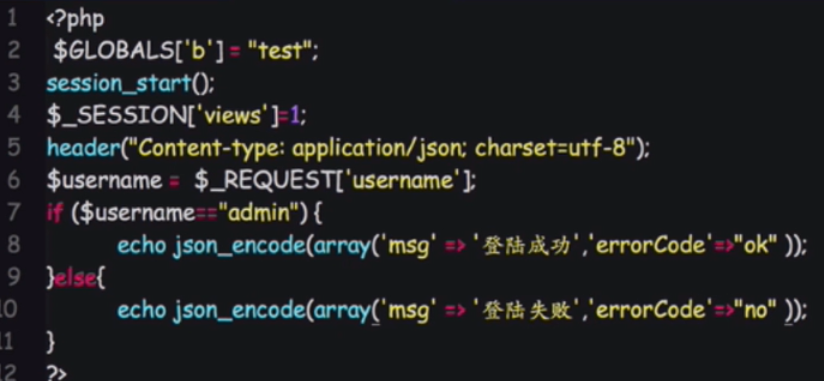 1 <?php
2 $GLOBALS['b'] = "test";
3 session_start();
4 $_SESSION['views']=1;
5 header("Content-type: application/json; charset=utf-8");
6 $username = $_REQUEST['username'];
7 if ($username=="admin") {
8 echo json_encode(array('msg' => '登陆成功','errorCode'=>"ok" ));
9 }else{
10 echo json_encode(array('msg' => '登陆失败','errorCode'=>"no" ));
11 }
12 ?>